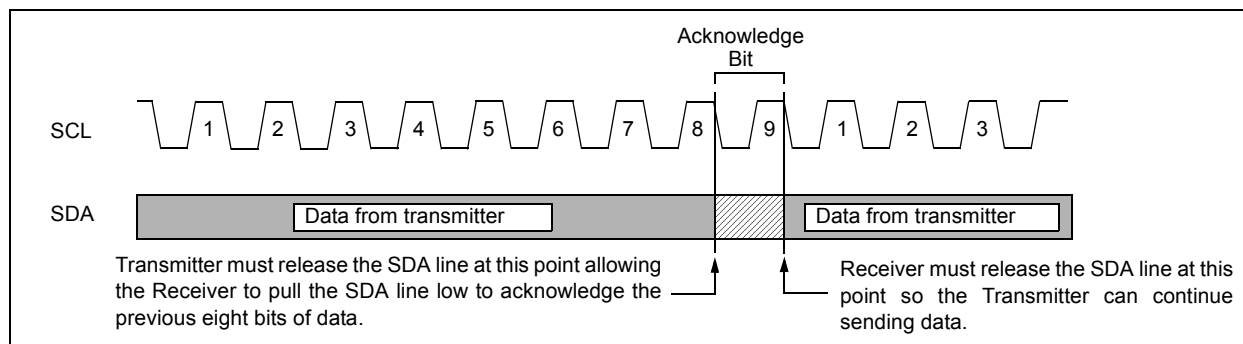 Acknowledge
Bit
SCL
1 2 3 4 5 6 7 8 9 1 2 3
SDA
Data from transmitter
Data from transmitter
Transmitter must release the SDA line at this point allowing
the Receiver to pull the SDA line low to acknowledge the
previous eight bits of data.
Receiver must release the SDA line at this
point so the Transmitter can continue
sending data.